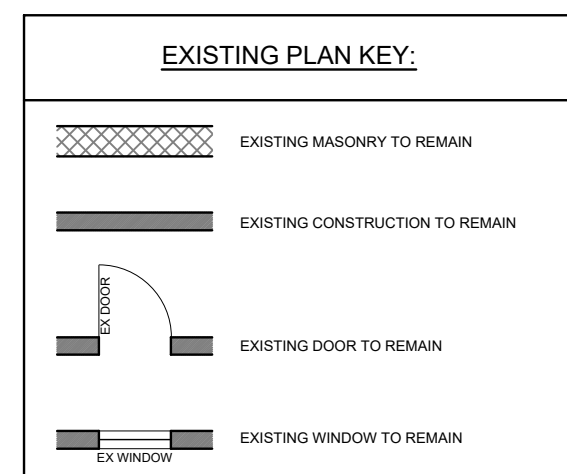 EXISTING PLAN KEY:
EXISTING MASONRY TO REMAIN
EXISTING CONSTRUCTION TO REMAIN
EX DOOR
EXISTING DOOR TO REMAIN
EXISTING WINDOW TO REMAIN
EX WINDOW